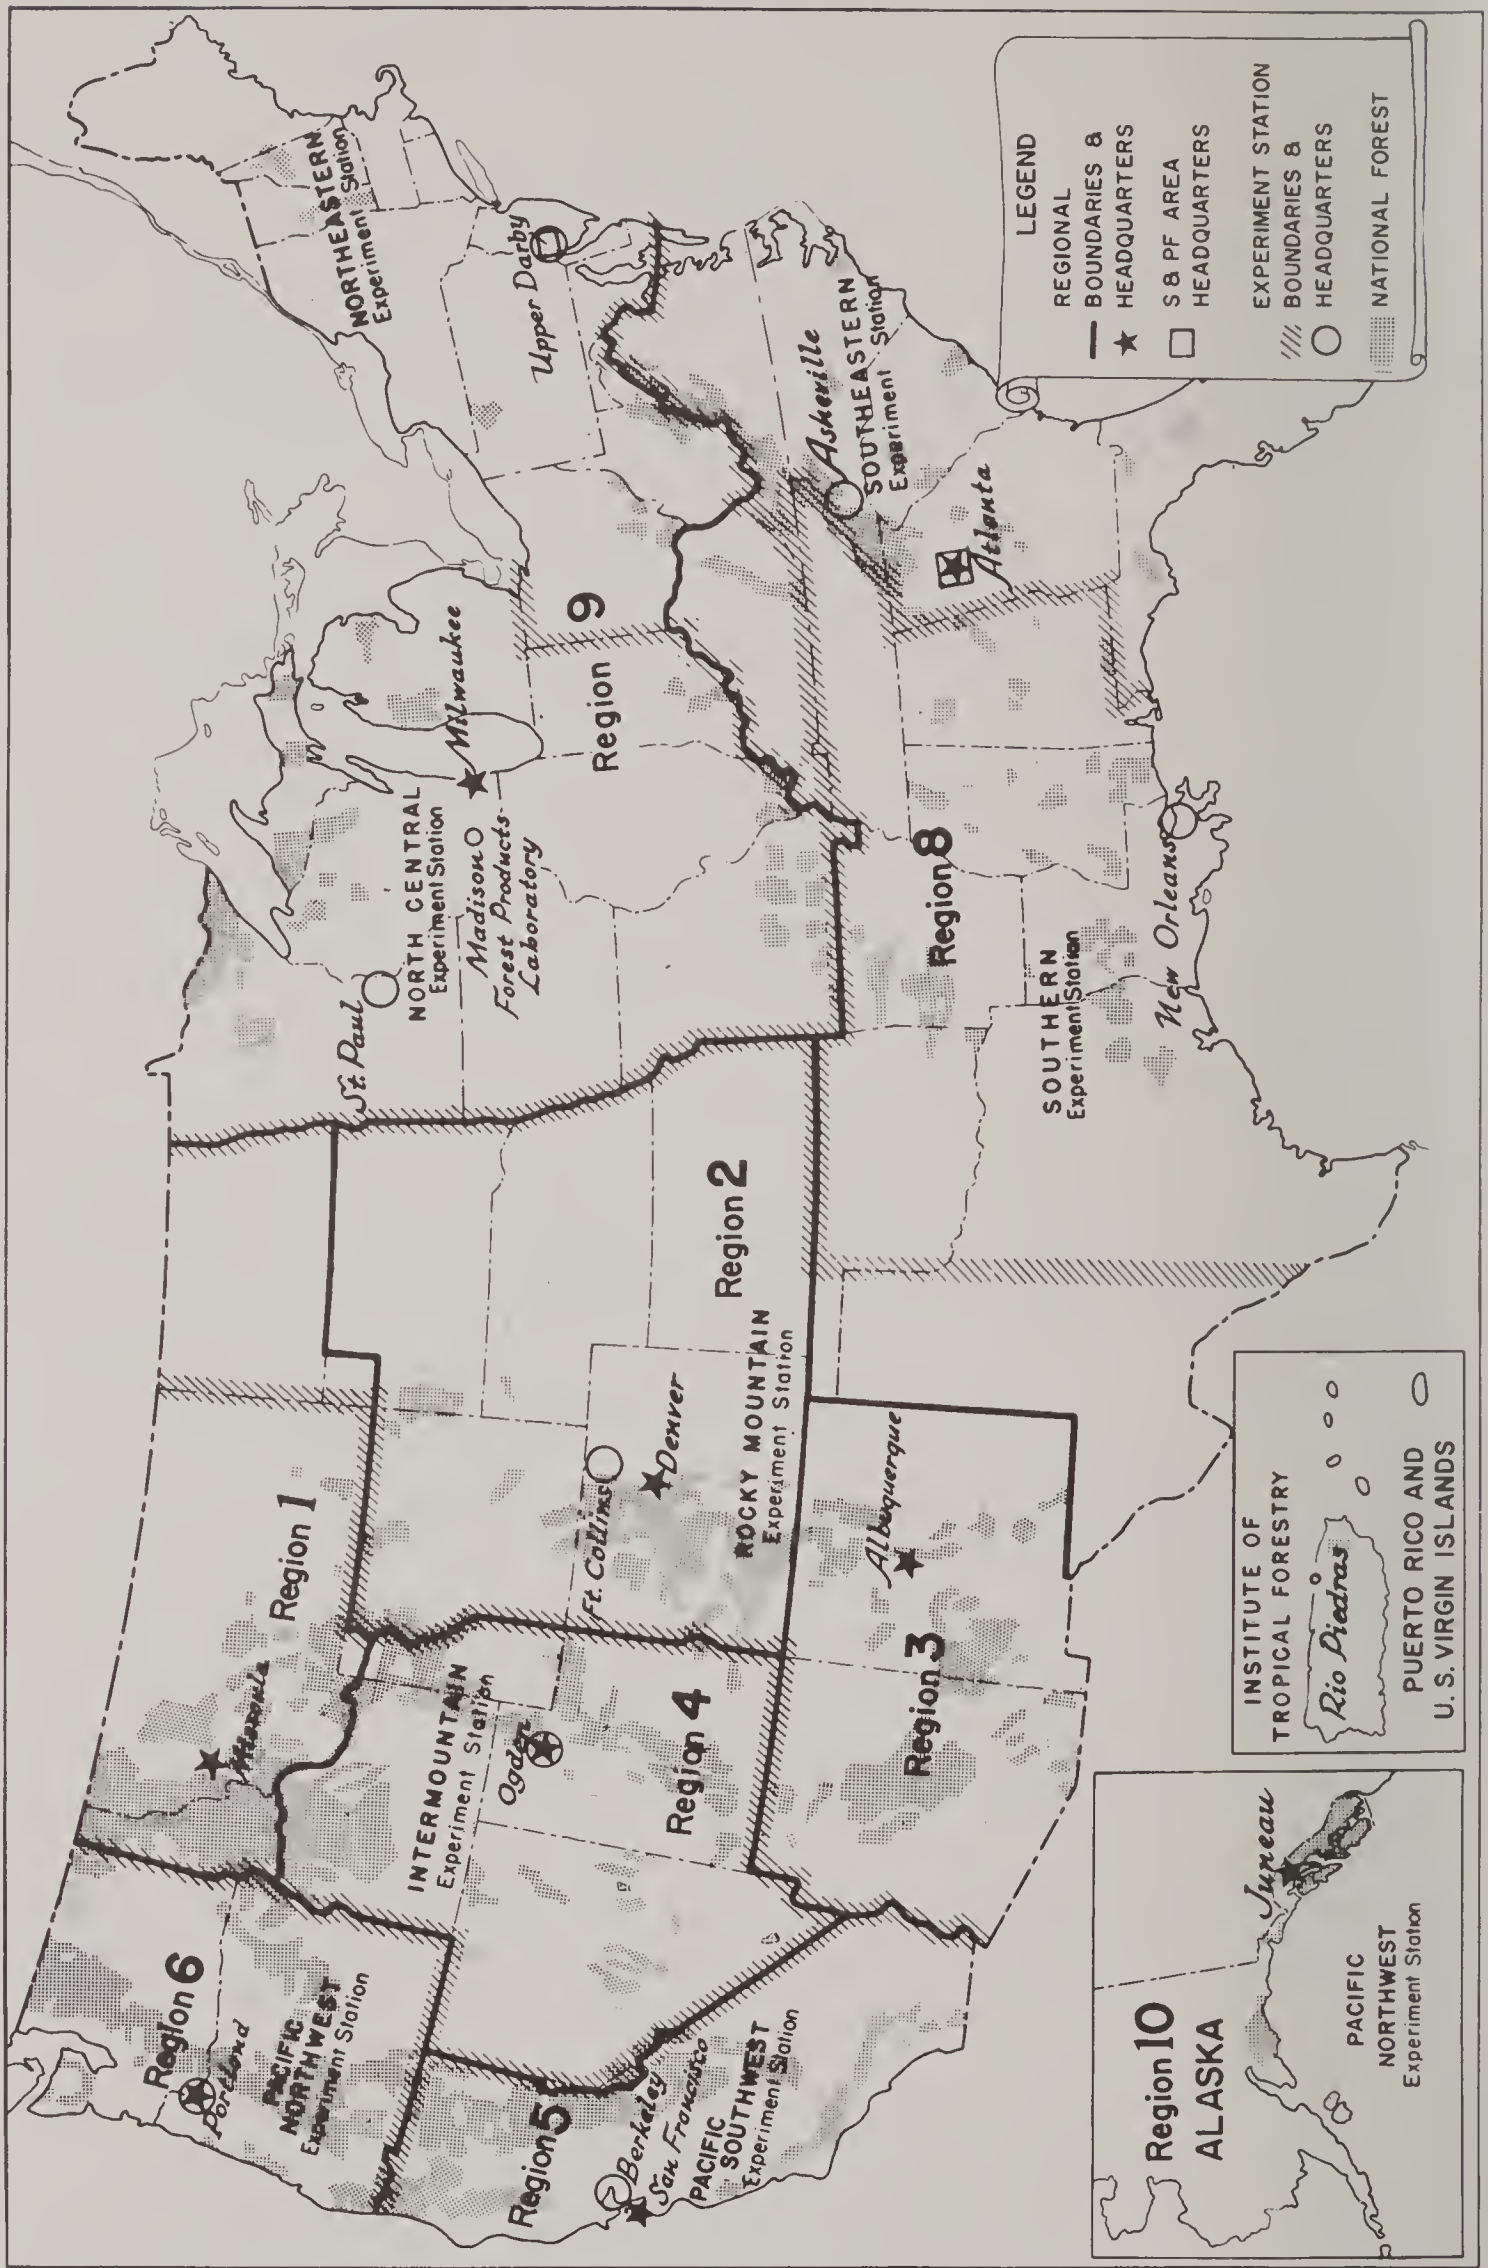 Region 6
Portland
PACIFIC
NORTHWEST
Experiment Station
Region 5
Berkeley
San Francisco
PACIFIC
SOUTHWEST
Experiment Station
Missoula
Region 1
INTERMOUNTAIN
Experiment Station
Ogden
Region 4
Ft. Collins
Denver
ROCKY MOUNTAIN
Experiment Station
Region 2
Region 3
Albuquerque
St. Paul
NORTH CENTRAL
Experiment Station
Madison
Forest Products
Laboratory
Milwaukee
Region 9
NORTHEASTERN
Experiment Station
Upper Darby
Asheville
SOUTHEASTERN
Experiment Station
Atlanta
Region 8
SOUTHERN
Experiment Station
New Orleans
Region 10
ALASKA
Juneau
PACIFIC
NORTHWEST
Experiment Station
INSTITUTE OF
TROPICAL FORESTRY
Rio Piedras
PUERTO RICO AND
U. S. VIRGIN ISLANDS
LEGEND
REGIONAL
BOUNDARIES &
HEADQUARTERS
S & PF AREA
HEADQUARTERS
EXPERIMENT STATION
BOUNDARIES &
HEADQUARTERS
NATIONAL FOREST